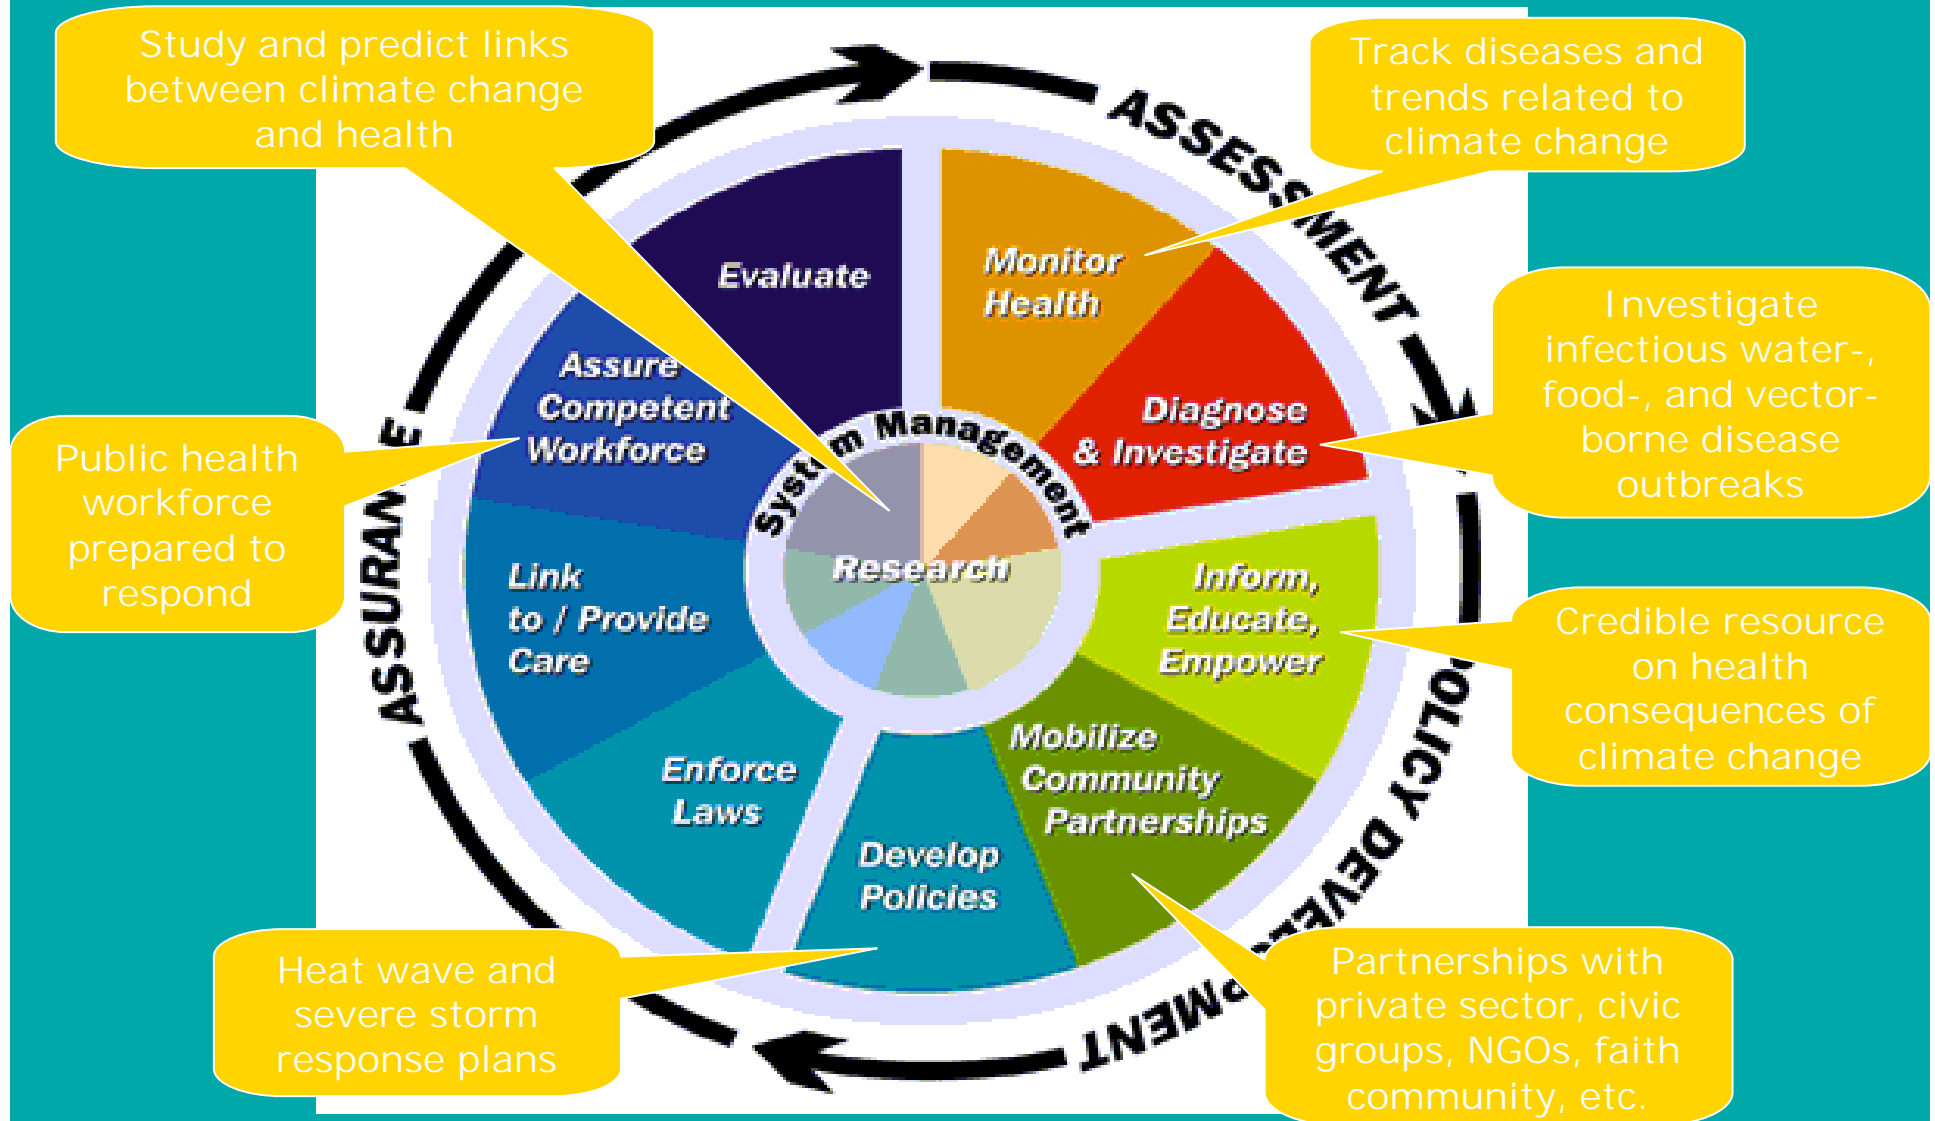 Study and predict links
between climate change
and health
Track diseases and
trends related to
climate change
ASSESSMENT
Evaluate
Monitor
Health
Investigate
infectious water-,
food-, and vector-
borne disease
outbreaks
Assure
Competent
Workforce
Diagnose
& Investigate
System Management
Public health
workforce
prepared to
respond
ASSURANCE
Research
Link
to / Provide
Care
Inform,
Educate,
Empower
Credible resource
on health
consequences of
climate change
Mobilize
Community
Partnerships
Enforce
Laws
Develop
Policies
POLICY DEVELOPMENT
Heat wave and
severe storm
response plans
Partnerships with
private sector, civic
groups, NGOs, faith
community, etc.